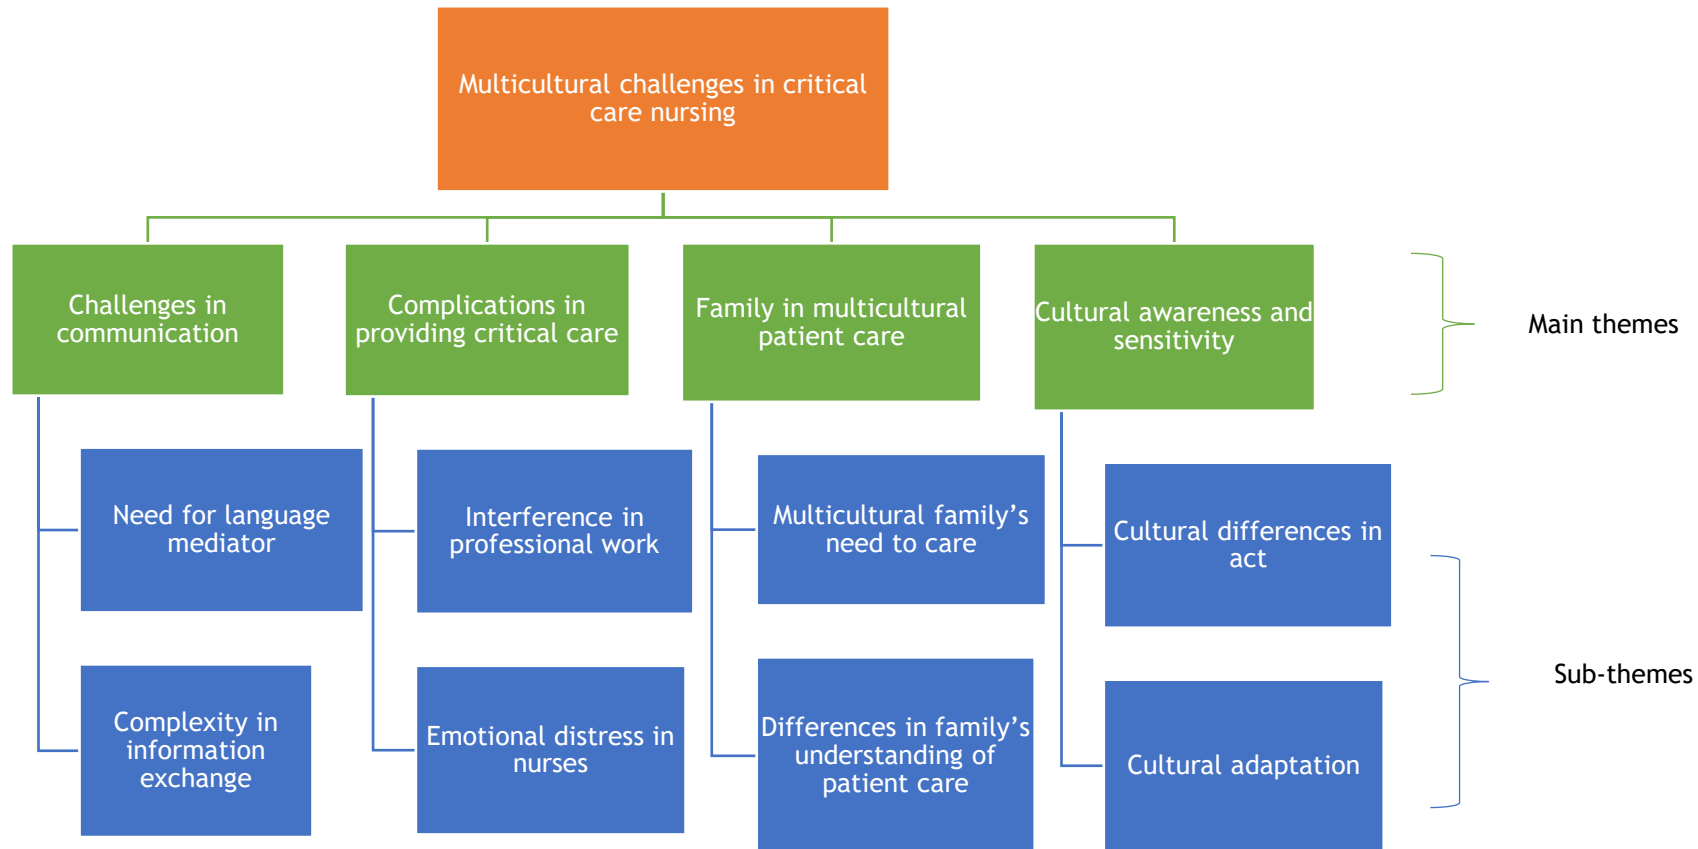 Multicultural challenges in critical
care nursing
Challenges in
communication
Complications in
providing critical care
Family in multicultural
patient care
Cultural awareness and
sensitivity
Main themes
Need for language
mediator
Interference in
professional work
Multicultural family’s
need to care
Cultural differences in
act
Complexity in
information
exchange
Emotional distress in
nurses
Differences in family’s
understanding of
patient care
Cultural adaptation
Sub-themes